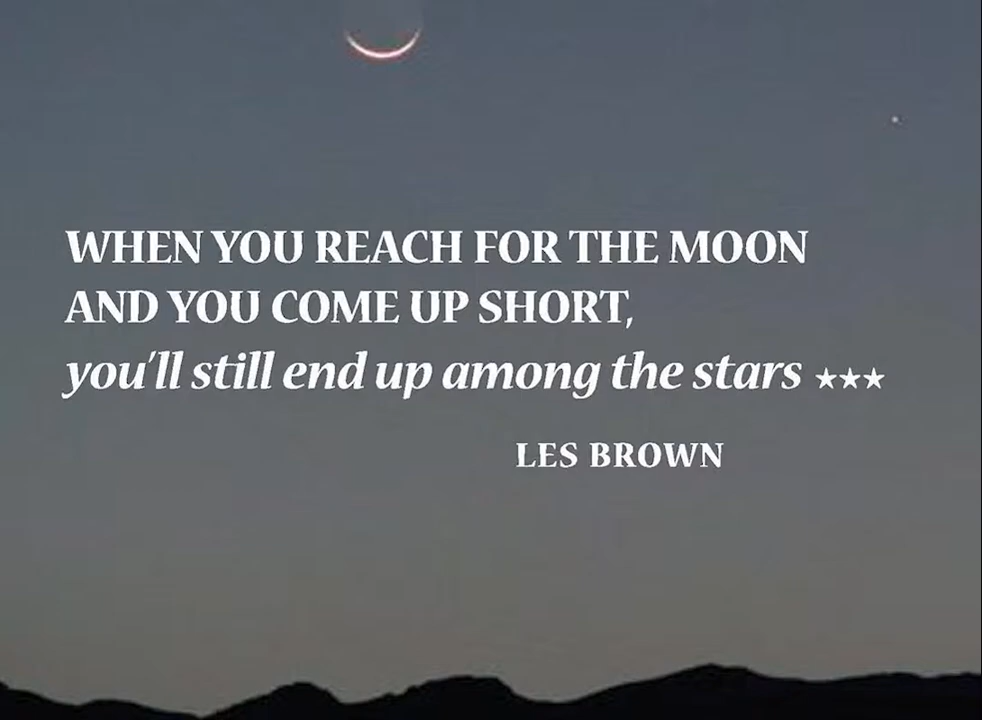 WHEN YOU REACH FOR THE MOON
AND YOU COME UP SHORT,
you'll still end up among the stars ★★★
LES BROWN